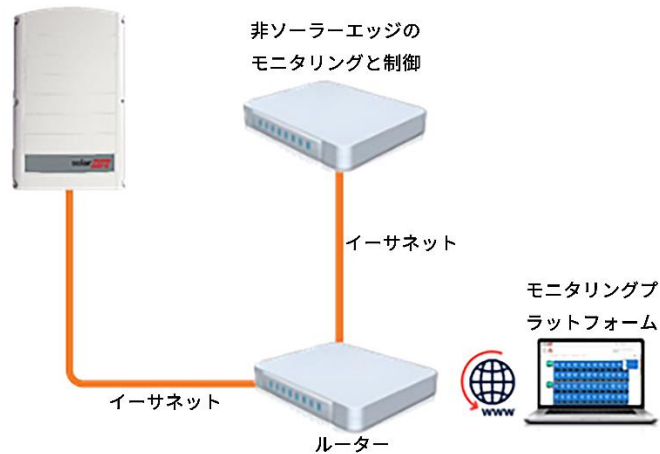 非ソーラーエッジの
モニタリングと制御
solar
イーサネット
モニタリングプ
ラットフォーム
www
イーサネット
ルーター